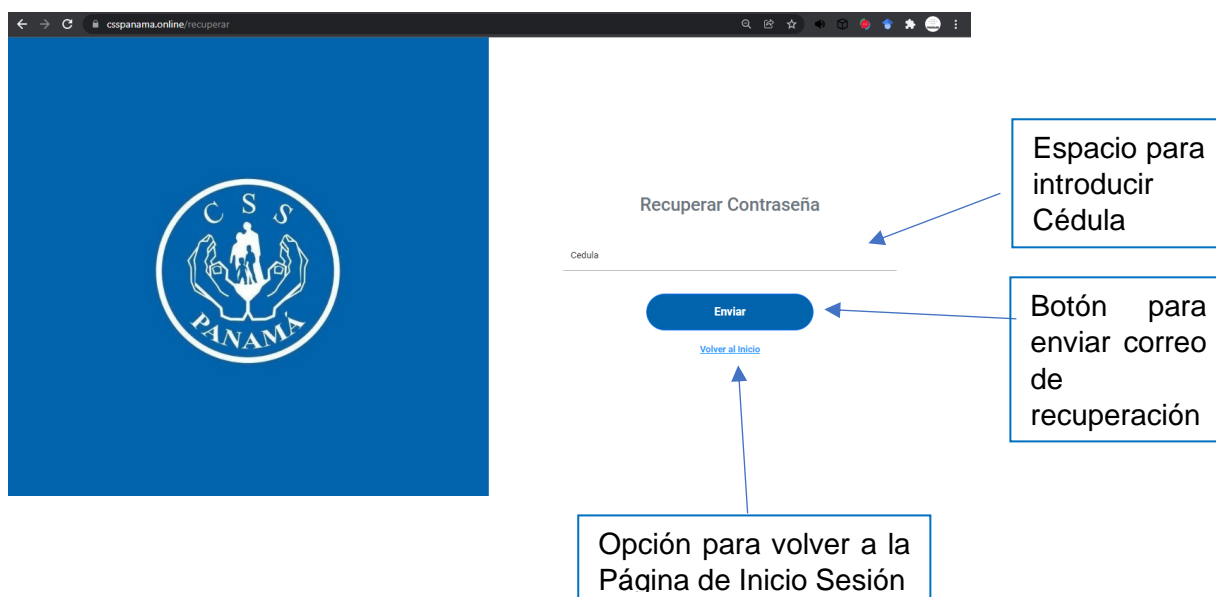 csspanama.online/recuperar
C S S
PANAMÁ
Recuperar Contraseña
Cedula
Enviar
Volver al Inicio
Espacio para
introducir
Cédula
Botón para
enviar correo
de
recuperación
Opción para volver a la
Página de Inicio Sesión